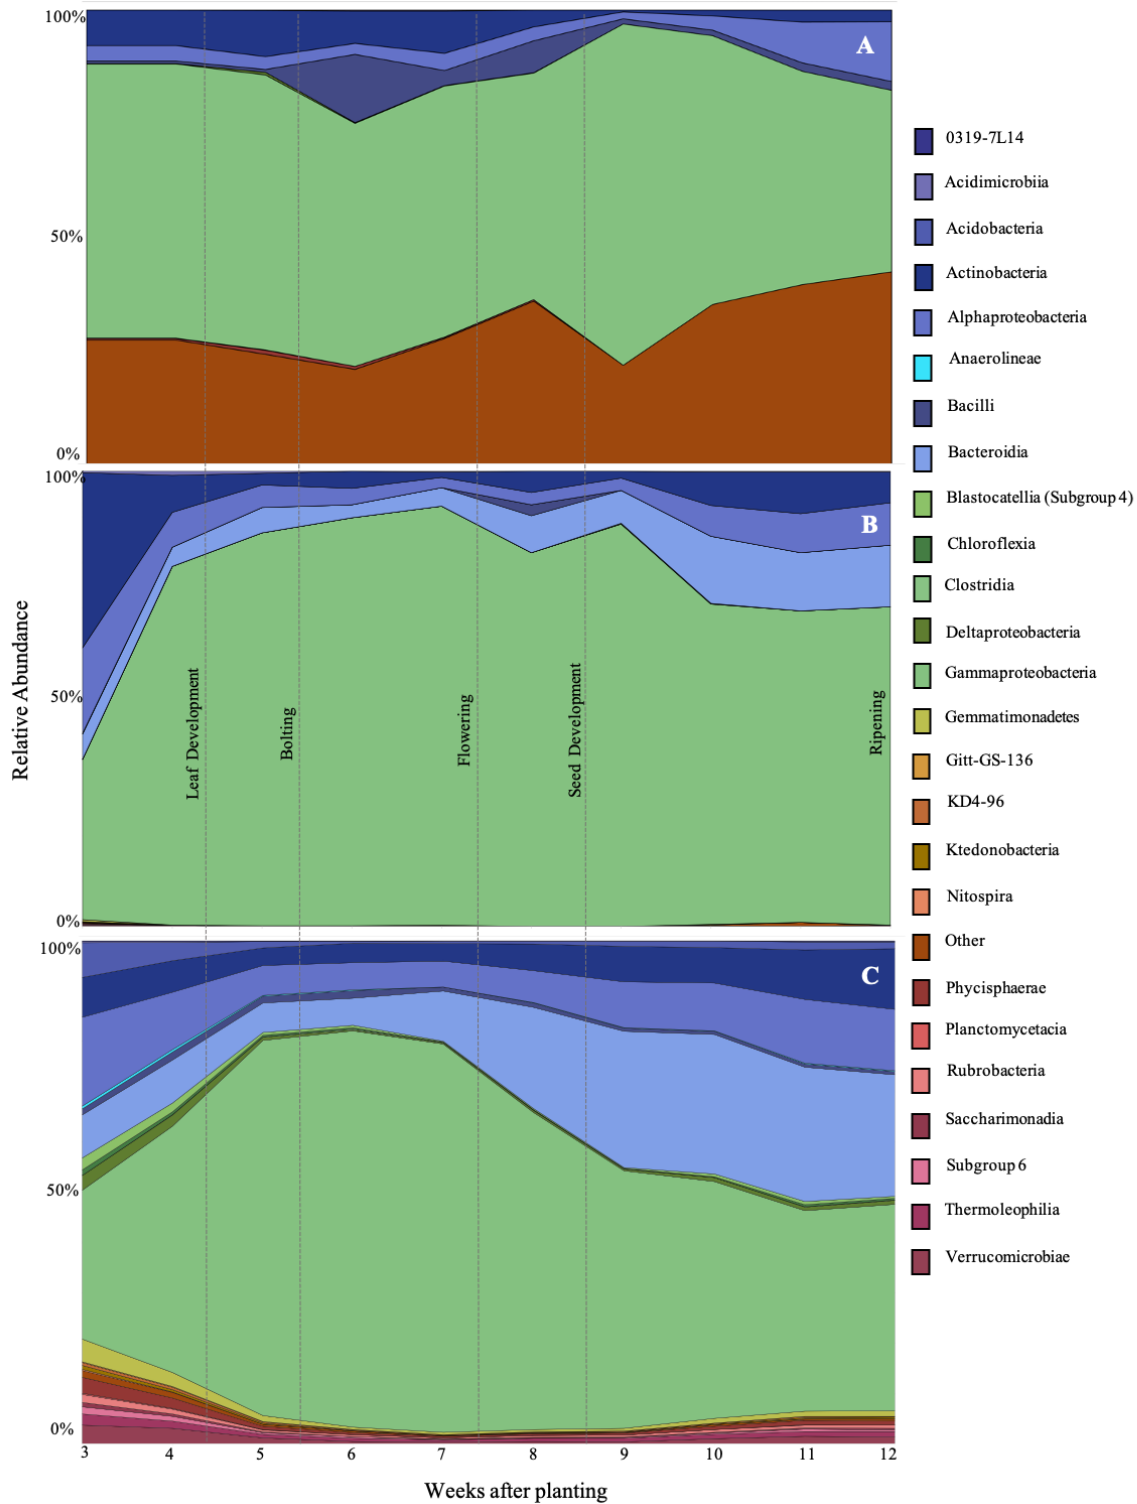 100%
50%
0%
A
100%
50%
0%
B
Leaf Development
Bolting
Flowering
Seed Development
Ripening
Relative Abundance
100%
50%
0%
C
3 4 5 6 7 8 9 10 11 12
Weeks after planting
0319-7L14
Acidimicrobiia
Acidobacteria
Actinobacteria
Alphaproteobacteria
Anaerolineae
Bacilli
Bacteroidia
Blastocatellia (Subgroup 4)
Chloroflexia
Clostridia
Deltaproteobacteria
Gammaproteobacteria
Gemmatimonadetes
Gitt-GS-136
KD4-96
Ktedonobacteria
Nitospira
Other
Phycisphaerae
Planctomycetacia
Rubrobacteria
Saccharimonadia
Subgroup 6
Thermoleophilia
Verrucomicrobiae